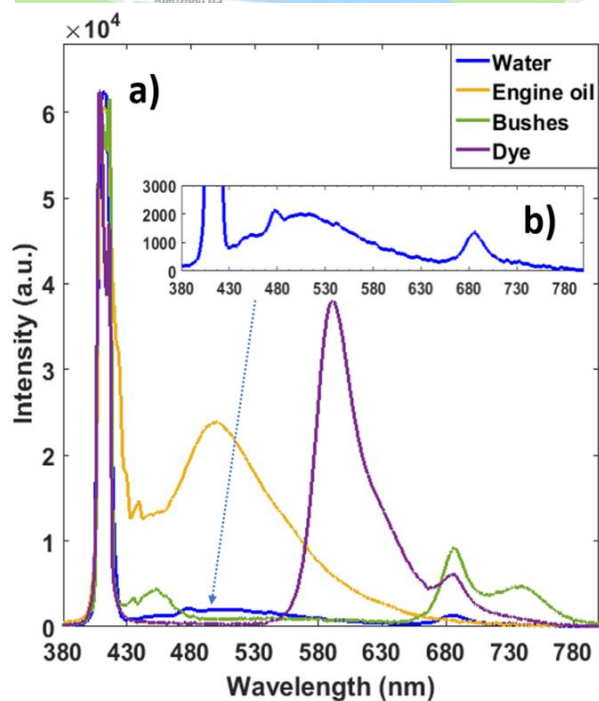 ×10⁴
a)
Water
Engine oil
Bushes
Dye
b)
3000
2000
1000
0
380 430 480 530 580 630 680 730 780
6
5
4
3
2
1
0
Intensity (a.u.)
380 430 480 530 580 630 680 730 780
Wavelength (nm)